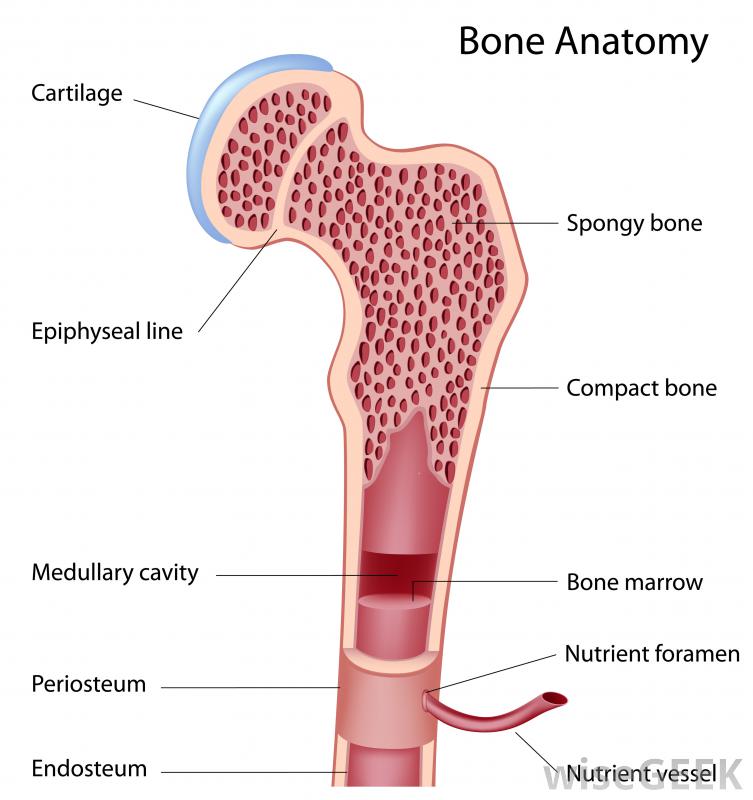 Bone Anatomy
Cartilage
Spongy bone
Epiphyseal line
Compact bone
Medullary cavity
Bone marrow
Nutrient foramen
Periosteum
Endosteum
Nutrient vessel
wiseGEEK